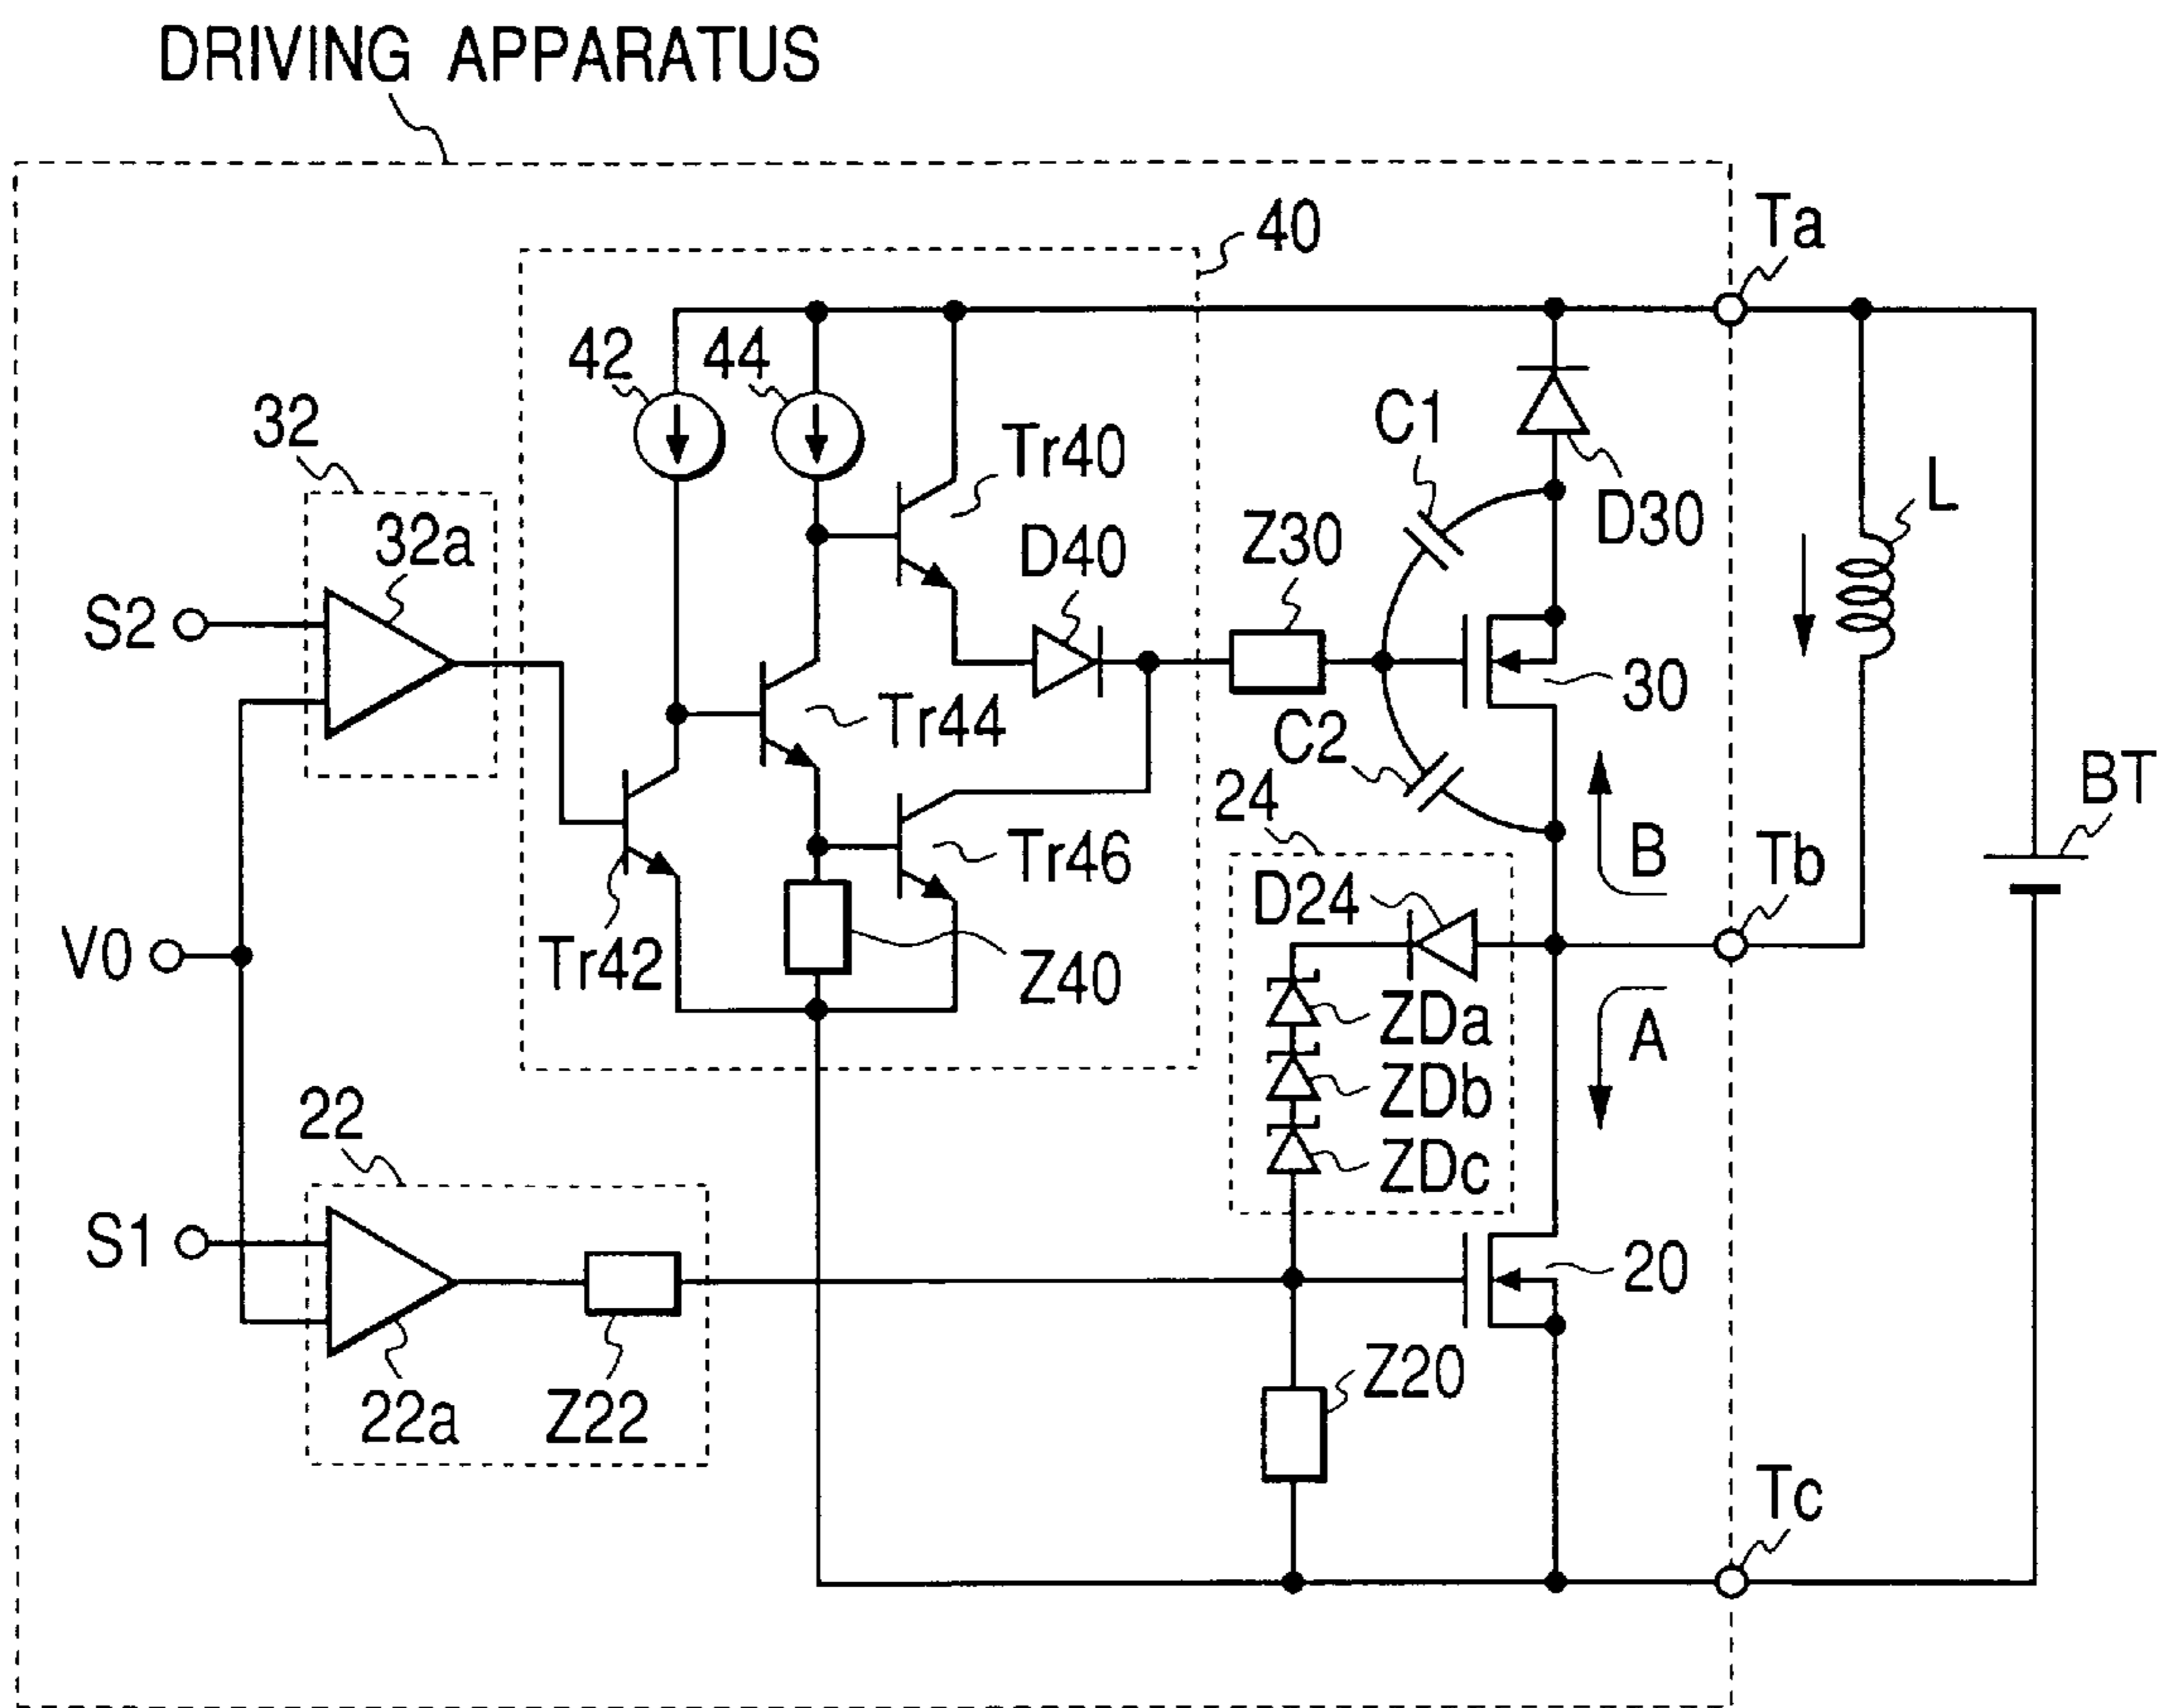 DRIVING APPARATUS
40
Ta
42
44
C1
32
Tr40
D30
L
32a
D40
Z30
S2
30
Tr44
C2
24
BT
Tr46
B
Tb
D24
V0
Tr42
Z40
ZDa
A
ZDb
22
ZDc
S1
20
Z20
22a
Z22
Tc